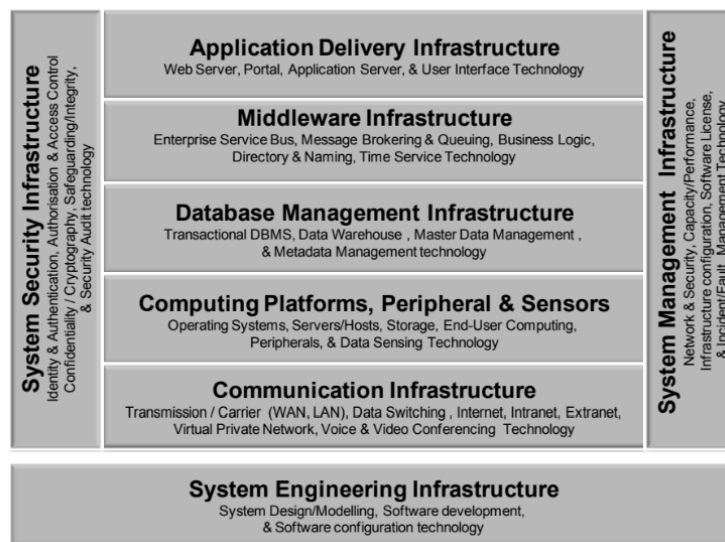 System Security Infrastructure
Identity & Authentication, Authorisation & Access Control
Confidentiality / Cryptography, Safeguarding/Integrity,
& Security Audit technology
Application Delivery Infrastructure
Web Server, Portal, Application Server, & User Interface Technology
Middleware Infrastructure
Enterprise Service Bus, Message Brokering & Queuing, Business Logic,
Directory & Naming, Time Service Technology
Database Management Infrastructure
Transactional DBMS, Data Warehouse , Master Data Management ,
& Metadata Management technology
Computing Platforms, Peripheral & Sensors
Operating Systems, Servers/Hosts, Storage, End-User Computing,
Peripherals, & Data Sensing Technology
Communication Infrastructure
Transmission / Carrier (WAN, LAN), Data Switching , Internet, Intranet, Extranet,
Virtual Private Network, Voice & Video Conferencing Technology
System Management Infrastructure
Network & Security, Capacity/Performance,
Infrastructure configuration, Software License,
& Incident/Fault, Management Technology
System Engineering Infrastructure
System Design/Modelling, Software development,
& Software configuration technology